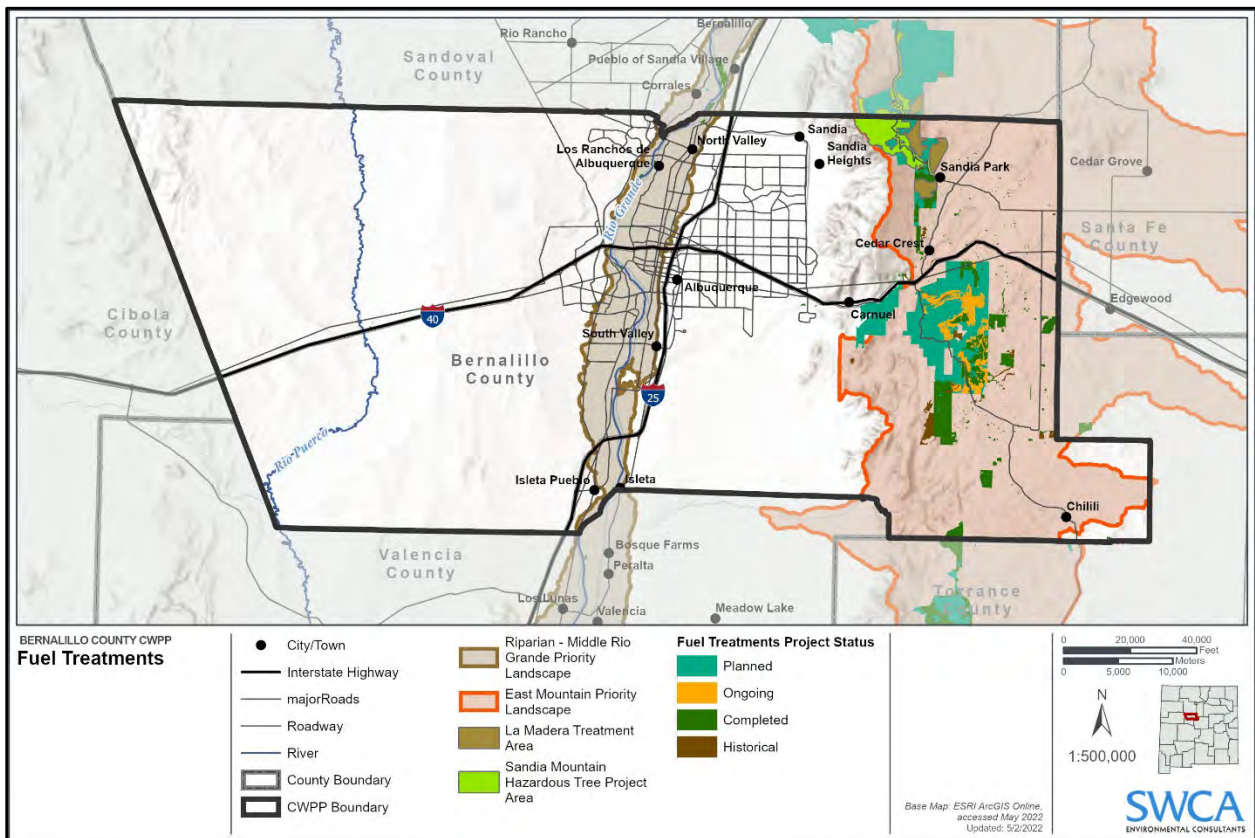 Bernalillo
Rio Rancho
Sandoval
County
Pueblo of Sandia Village
Corrales
Sandia
North Valley
Los Ranchos de
Albuquerque
Sandia
Heights
Sandia Park
Cedar Grove
Rio Grande
Santa Fe
County
Cedar Crest
Albuquerque
Carnuel
Edgewood
Cibola
County
40
South Valley
Bernalillo
County
25
Rio Puerco
Isleta Pueblo
Isleta
Chilili
Valencia
County
Bosque Farms
Peralta
Torrance
County
Los Lunas
Valencia
Meadow Lake
BERNALILLO COUNTY CWPP
Fuel Treatments
City/Town
Interstate Highway
majorRoads
Roadway
River
County Boundary
CWPP Boundary
Riparian - Middle Rio
Grande Priority
Landscape
East Mountain Priority
Landscape
La Madera Treatment
Area
Sandia Mountain
Hazardous Tree Project
Area
Fuel Treatments Project Status
Planned
Ongoing
Completed
Historical
Base Map: ESRI ArcGIS Online,
accessed May 2022
Updated: 5/2/2022
0 20,000 40,000
Feet
Meters
0 5,000 10,000
N
1:500,000
SWCA
ENVIRONMENTAL CONSULTANTS